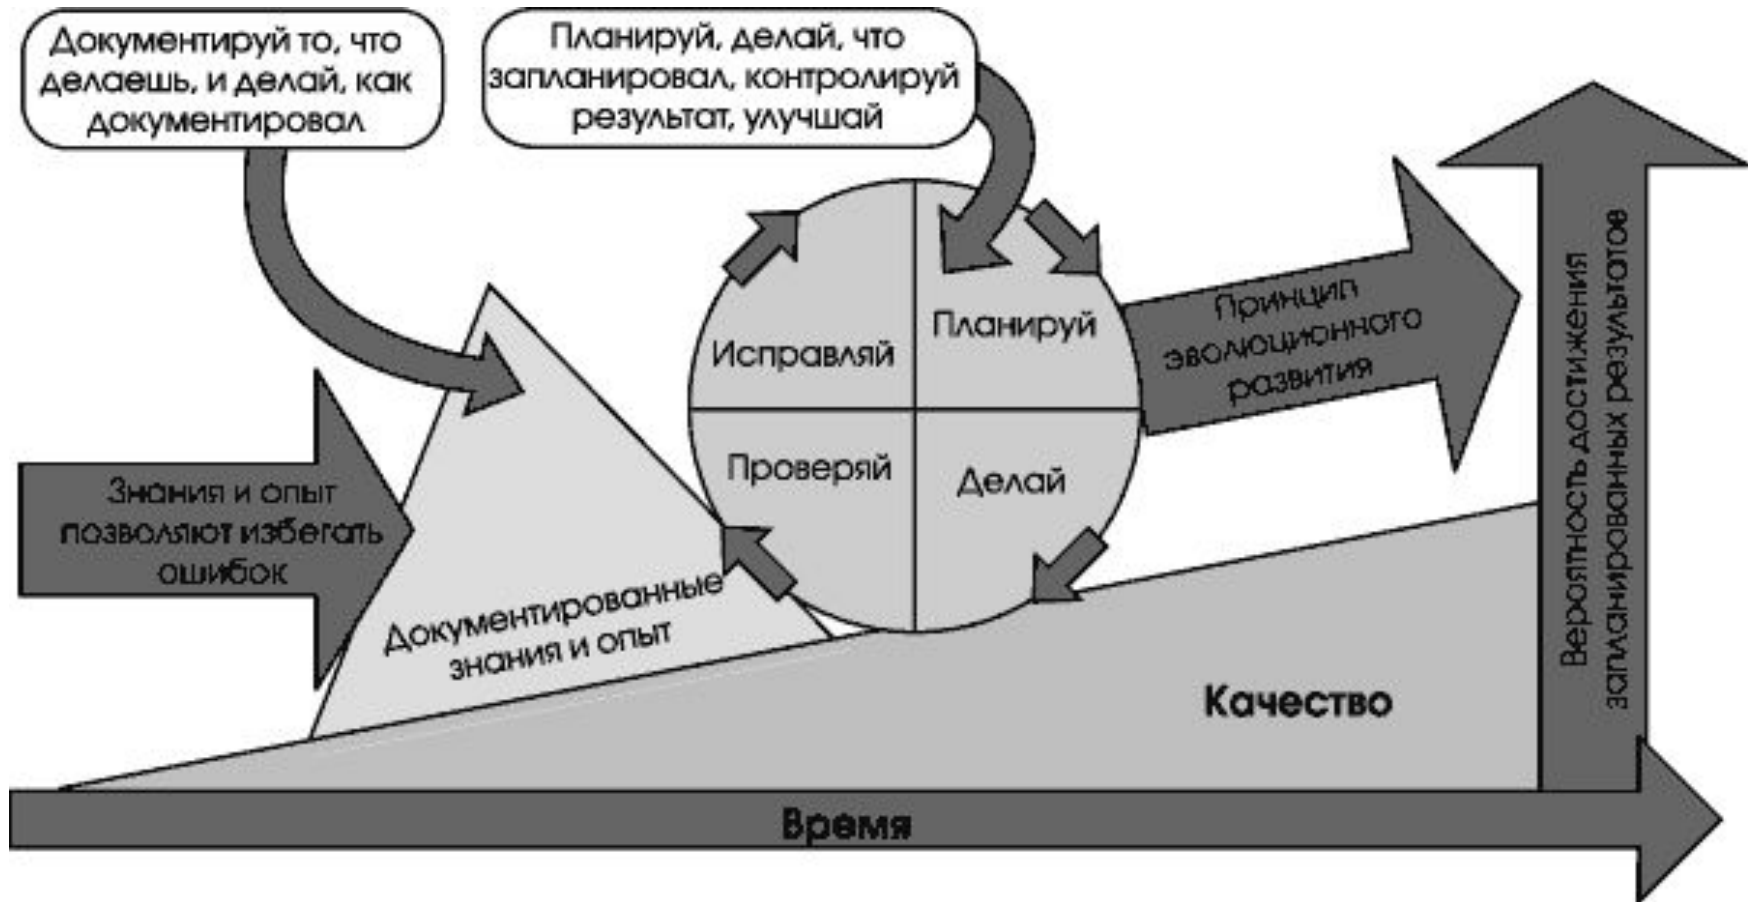 Документируй то, что
делаешь, и делай, как
документировал
Планируй, делай, что
запланировал, контролируй
результат, улучшай
Исправляй
Планируй
Проверяй
Делай
Принцип
эволюционного
развития
Знания и опыт
позволяют избегать
ошибок
Документированные
знания и опыт
Качество
Вероятность достижения
запланированных результатов
Время